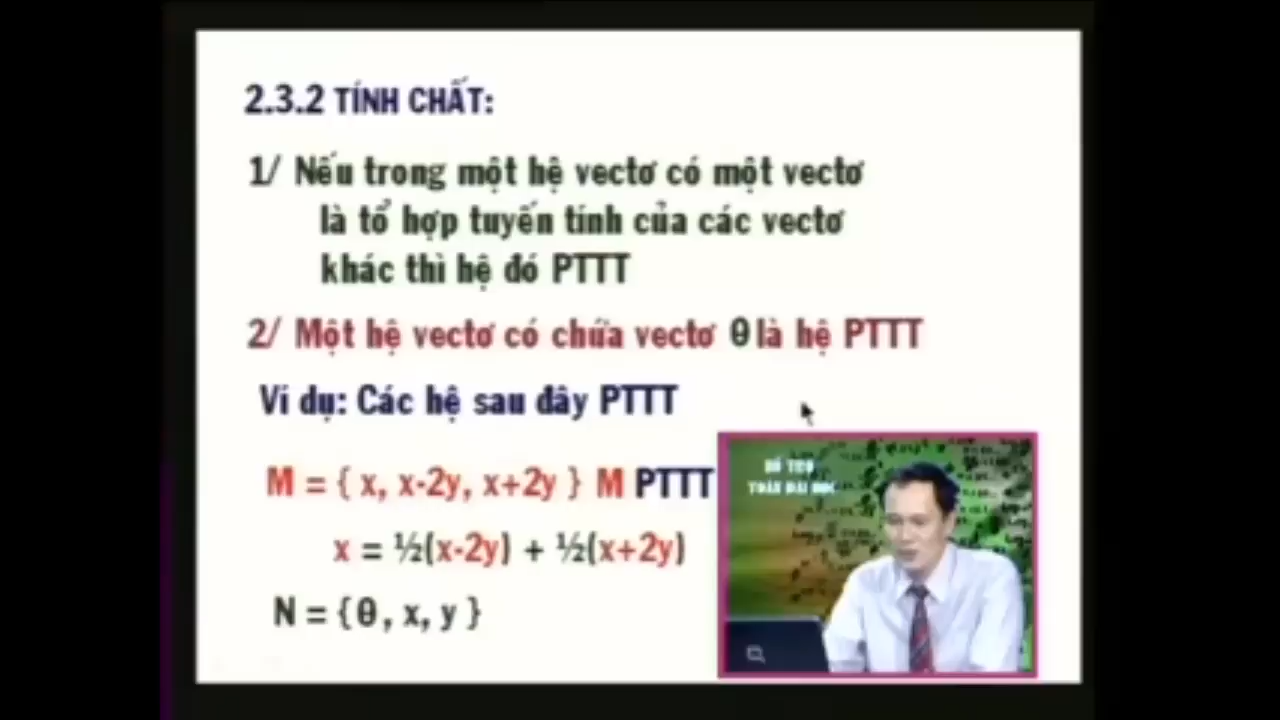 2.3.2 TÍNH CHẤT:
1/ Nếu trong một hệ vectơ có một vectơ
là tổ hợp tuyến tính của các vectơ
khác thì hệ đó PTTT
2/ Một hệ vectơ có chứa vectơ θ là hệ PTTT
Ví dụ: Các hệ sau đây PTTT
M = { x, x-2y, x+2y } M PTTT
x = ½(x-2y) + ½(x+2y)
N = {θ, x, y }